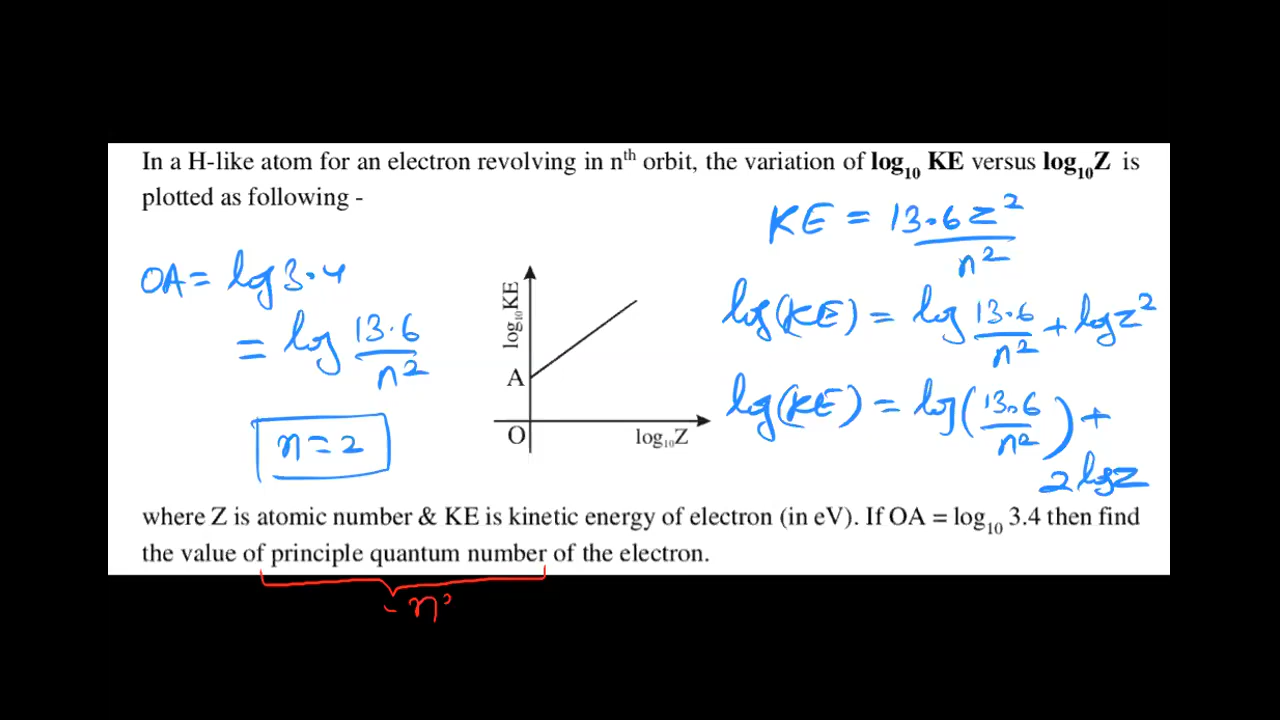 In a H-like atom for an electron revolving in nth orbit, the variation of log10 KE versus log10Z is
plotted as following -
KE = 13.6 Z²/n²
log(KE) = log 13.6/n² + log Z²
log(KE) = log(13.6/n²) +
2 log Z
OA = log 3.4
= log 13.6/n²
n = 2
log10KE
A
O
log10Z
where Z is atomic number & KE is kinetic energy of electron (in eV). If OA = log10 3.4 then find
the value of principle quantum number of the electron.
'n'